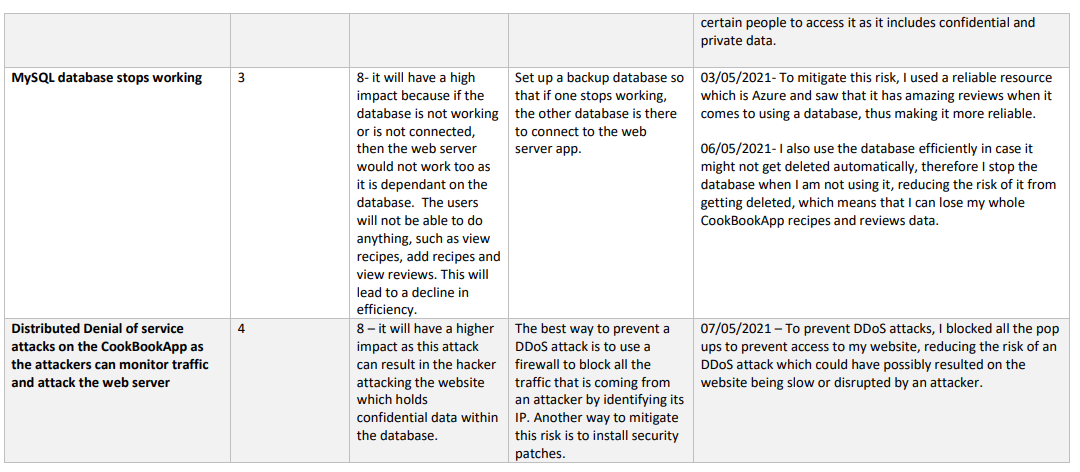 certain people to access it as it includes confidential and
private data.
MySQL database stops working
3
8- it will have a high
impact because if the
database is not working
or is not connected,
then the web server
would not work too as
it is dependant on the
database.  The users
will not be able to do
anything, such as view
recipes, add recipes and
view reviews. This will
lead to a decline in
efficiency.
Set up a backup database so
that if one stops working,
the other database is there
to connect to the web
server app.
03/05/2021- To mitigate this risk, I used a reliable resource
which is Azure and saw that it has amazing reviews when it
comes to using a database, thus making it more reliable.
06/05/2021- I also use the database efficiently in case it
might not get deleted automatically, therefore I stop the
database when I am not using it, reducing the risk of it from
getting deleted, which means that I can lose my whole
CookBookApp recipes and reviews data.
Distributed Denial of service
attacks on the CookBookApp as
the attackers can monitor traffic
and attack the web server
4
8 – it will have a higher
impact as this attack
can result in the hacker
attacking the website
which holds
confidential data within
the database.
The best way to prevent a
DDoS attack is to use a
firewall to block all the
traffic that is coming from
an attacker by identifying its
IP. Another way to mitigate
this risk is to install security
patches.
07/05/2021 – To prevent DDoS attacks, I blocked all the pop
ups to prevent access to my website, reducing the risk of an
DDoS attack which could have possibly resulted on the
website being slow or disrupted by an attacker.